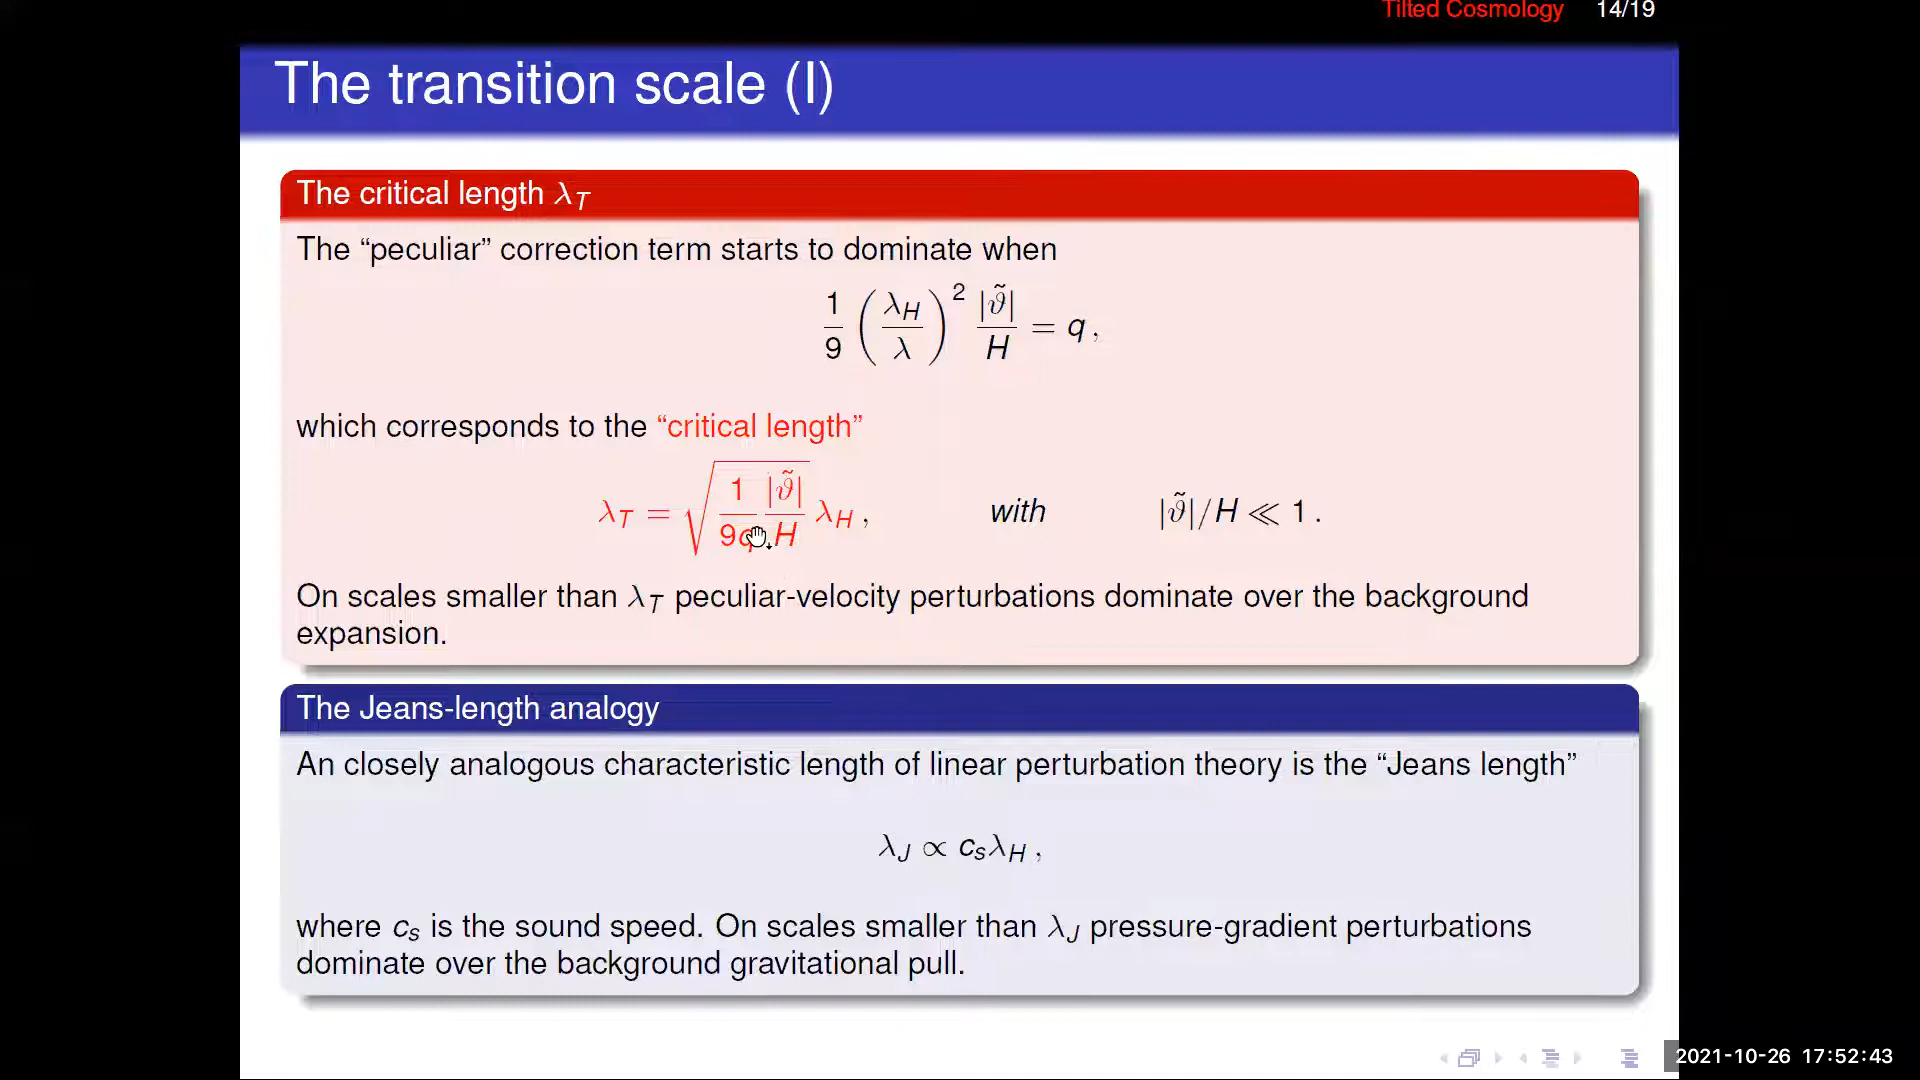 Tilted Cosmology 14/19
The transition scale (I)
The critical length λ_T
The “peculiar” correction term starts to dominate when
1/9 (λ_H/λ)^2 |ϑ̃|/H = q ,
which corresponds to the “critical length”
λ_T = √(1/9q |ϑ̃|/H) λ_H , with |ϑ̃|/H ≪ 1 .
On scales smaller than λ_T peculiar-velocity perturbations dominate over the background
expansion.
The Jeans-length analogy
An closely analogous characteristic length of linear perturbation theory is the “Jeans length”
λ_J ∝ c_s λ_H ,
where c_s is the sound speed. On scales smaller than λ_J pressure-gradient perturbations
dominate over the background gravitational pull.
2021-10-26 17:52:43